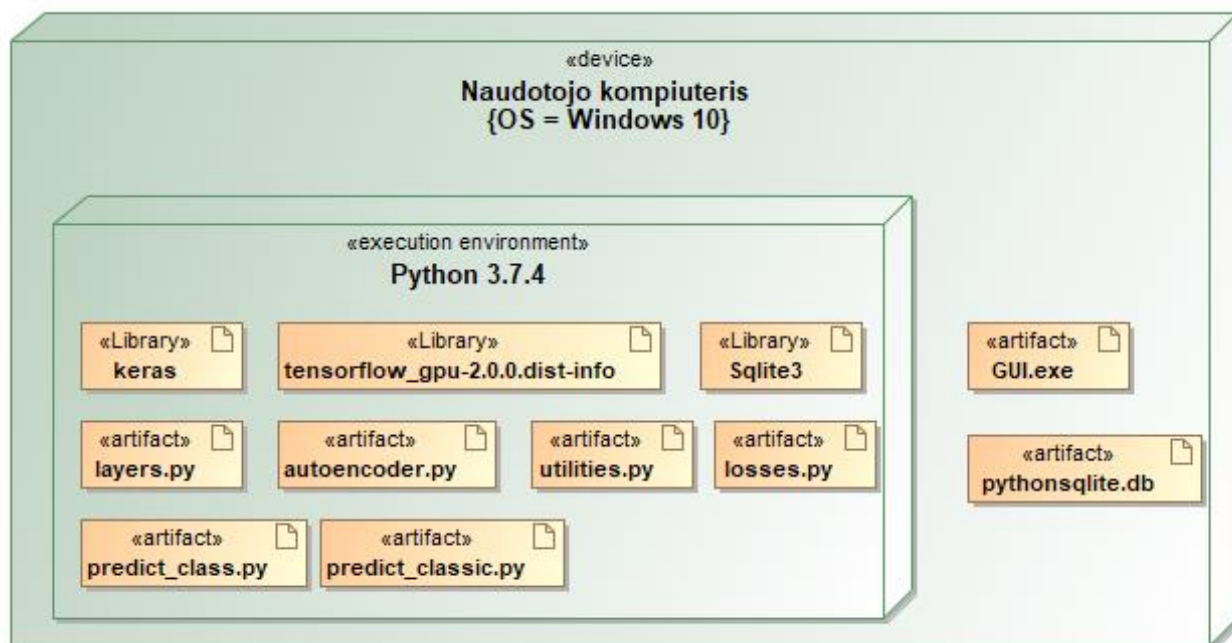 «device»
Naudotojo kompiuteris
{OS = Windows 10}
«execution environment»
Python 3.7.4
«Library»
keras
«Library»
tensorflow_gpu-2.0.0.dist-info
«Library»
Sqlite3
«artifact»
GUI.exe
«artifact»
layers.py
«artifact»
autoencoder.py
«artifact»
utilities.py
«artifact»
losses.py
«artifact»
pythonsqlite.db
«artifact»
predict_class.py
«artifact»
predict_classic.py